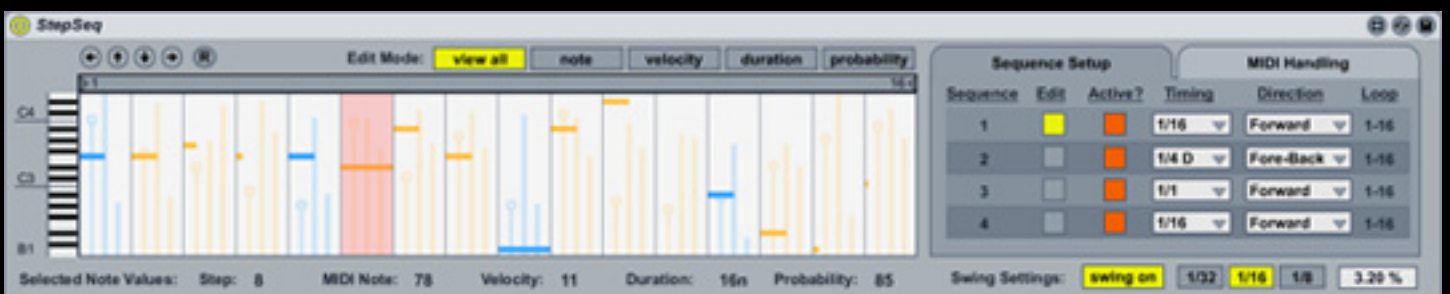 StepSeq
R Edit Mode: view all note velocity duration probability
1 16
C4
C3
B1
Selected Note Values: Step: 8 MIDI Note: 78 Velocity: 11 Duration: 16n Probability: 85
Sequence Setup MIDI Handling
Sequence Edit Active? Timing Direction Loop
1 1/16 Forward 1-16
2 1/4 D Fore-Back 1-16
3 1/1 Forward 1-16
4 1/16 Forward 1-16
Swing Settings: swing on 1/32 1/16 1/8 3.20 %